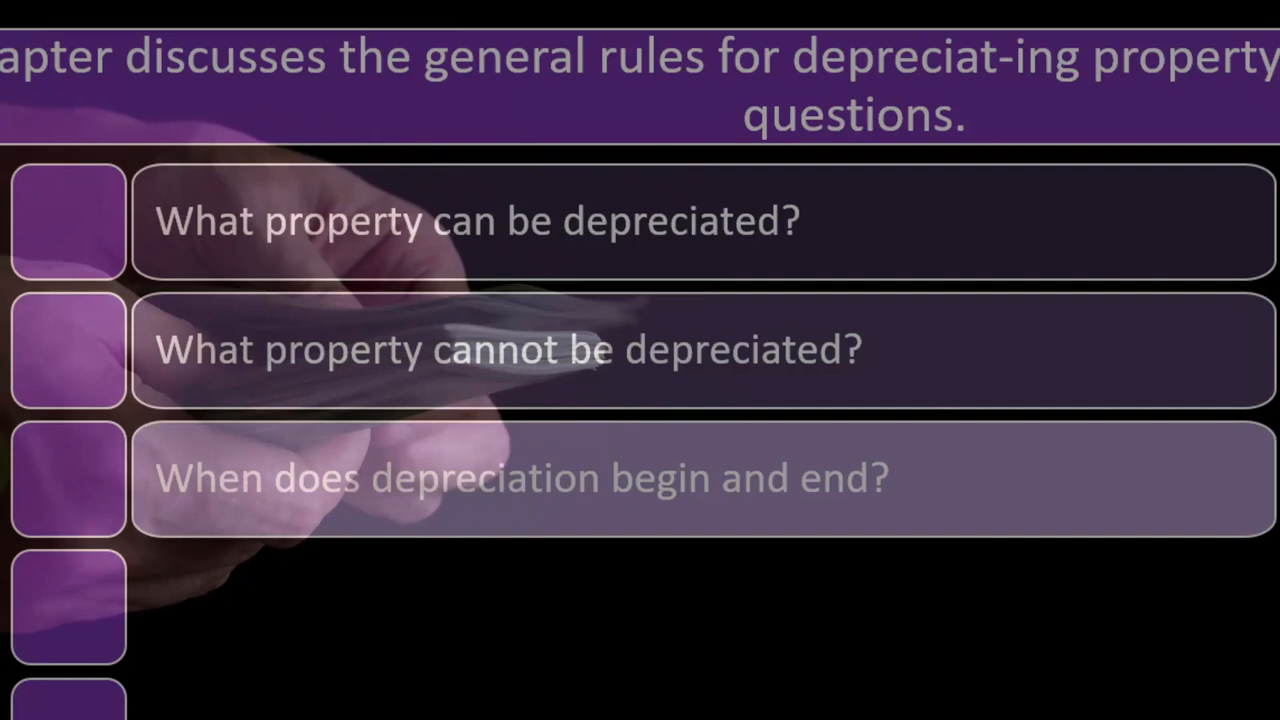 apter discusses the general rules for depreciat-ing property
questions.
What property can be depreciated?
What property cannot be depreciated?
When does depreciation begin and end?